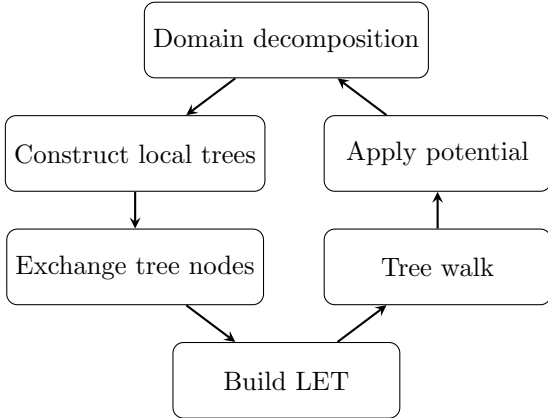 Domain decomposition
Construct local trees
Apply potential
Exchange tree nodes
Tree walk
Build LET